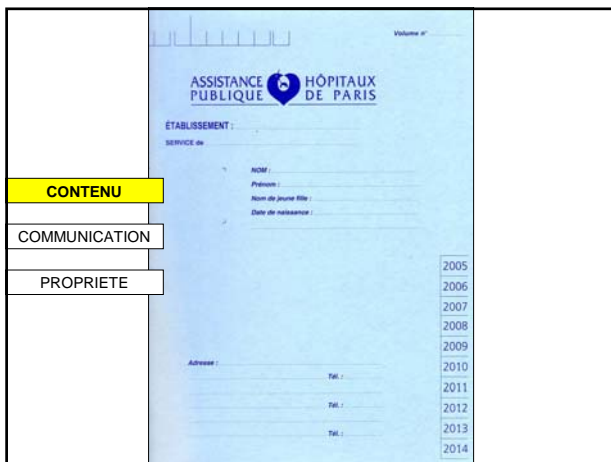 Volume n°
ASSISTANCE HÔPITAUX
PUBLIQUE DE PARIS
ÉTABLISSEMENT :
SERVICE de
NOM :
Prénom :
Nom de jeune fille :
Date de naissance :
CONTENU
COMMUNICATION
PROPRIETE
2005
2006
2007
2008
2009
2010
2011
2012
2013
2014
Adresse :
Tél. :
Tél. :
Tél. :